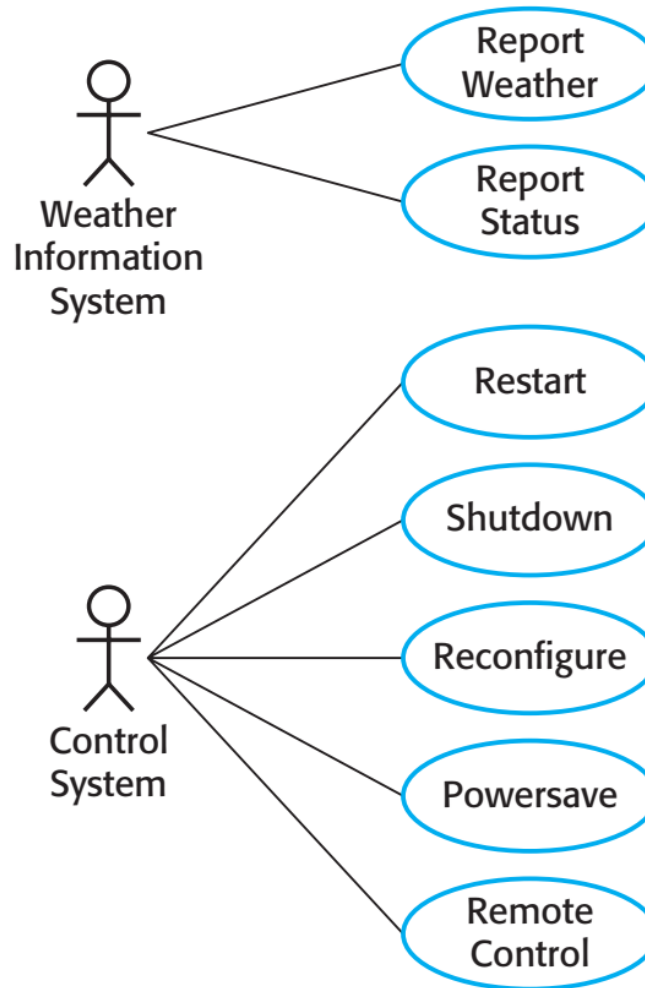 Report
Weather
Report
Status
Weather
Information
System
Restart
Shutdown
Reconfigure
Control
System
Powersave
Remote
Control